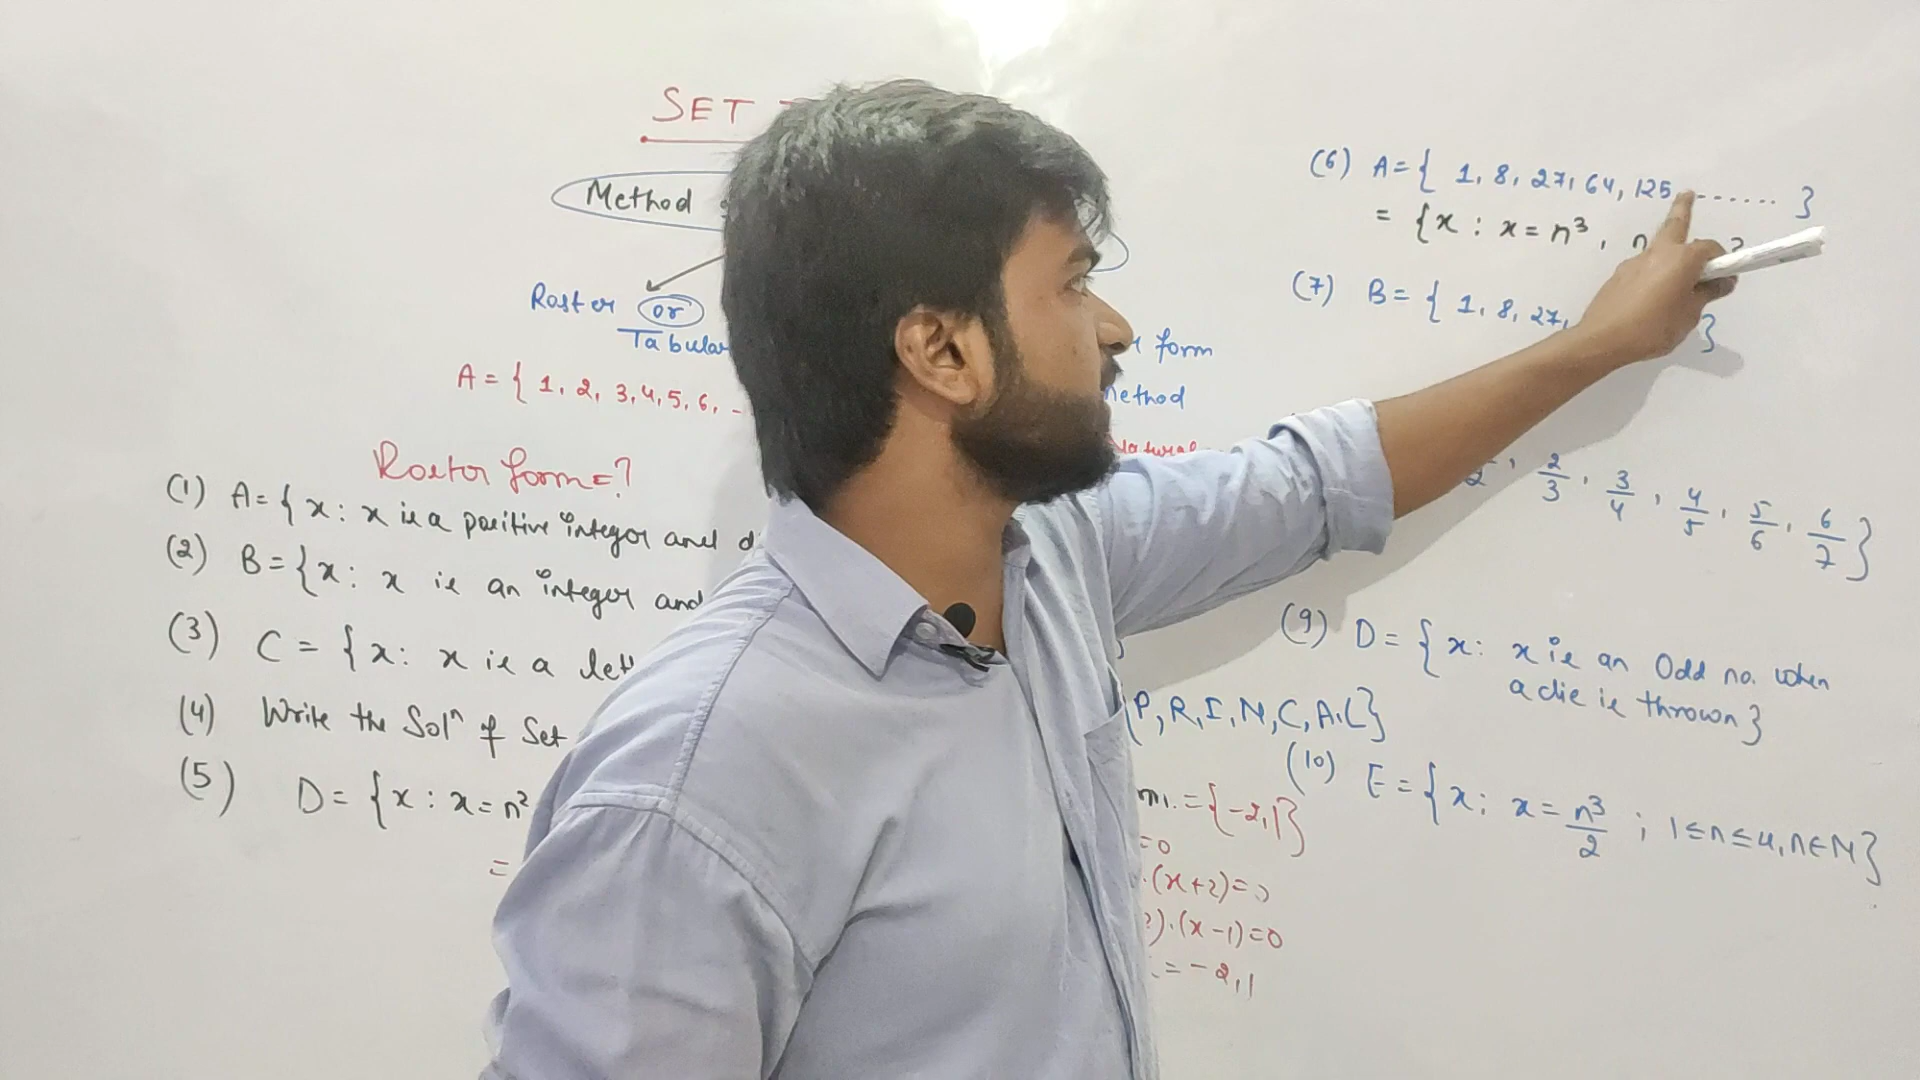 SET
Method
Roster or
Tabular
form
method
A = { 1, 2, 3, 4, 5, 6, -
Natural
Roster form = ?
(1) A = { x : x is a positive integer and
(2) B = { x : x is an integer and
(3) C = { x : x is a
(4) Write the Solⁿ of Set
(5) D = { x : x = n²
=
P, R, I, N, C, A, L }
= { -2, 1 }
= 0
. (x+2) = 0
) . (x - 1) = 0
= - 2, 1
(6) A = { 1, 8, 27, 64, 125, ....... }
= { x : x = n³ , n
(7) B = { 1, 8, 27, }
2/3 , 3/4 , 4/5 , 5/6 , 6/7 }
(9) D = { x : x is an Odd no. when
a die is thrown }
(10) E = { x : x = n³/2 ; 1 ≤ n ≤ 4, n ∈ N }